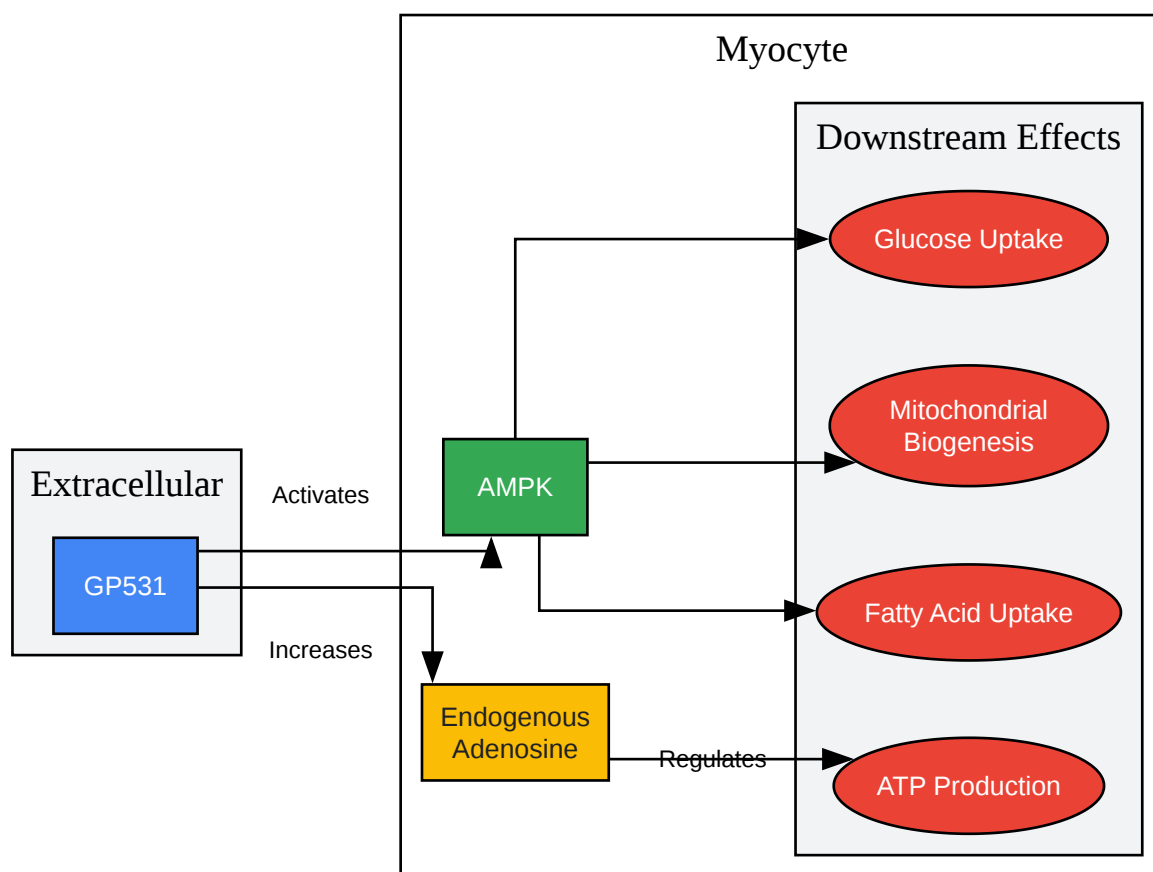 Myocyte
Downstream Effects
Glucose Uptake
Mitochondrial
Biogenesis
Extracellular
Activates
AMPK
GP531
Fatty Acid Uptake
Increases
Endogenous
Adenosine
Regulates
ATP Production